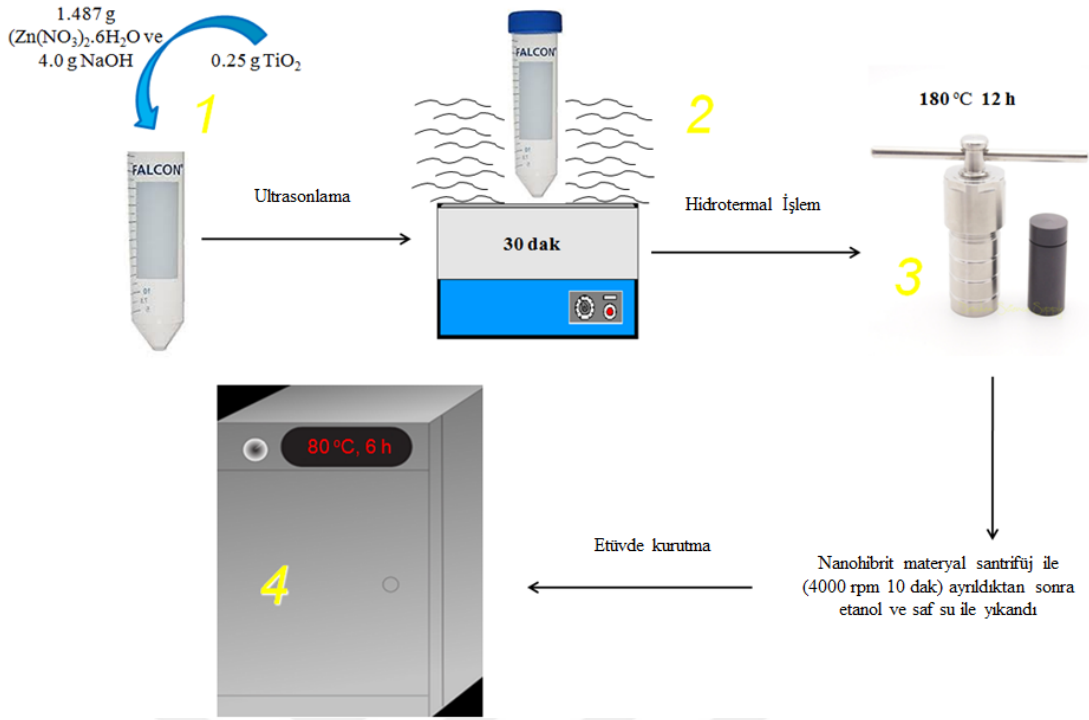 1.487 g
(Zn(NO₃)₂.6H₂O ve
4.0 g NaOH
0.25 g TiO₂
1
FALCON®
Ultrasonlama
FALCON®
2
30 dak
Hidrotermal İşlem
180 °C 12 h
3
Nanohibrit materyal santrifüj ile
(4000 rpm 10 dak) ayrıldıktan sonra
etanol ve saf su ile yıkandı
Etüvde kurutma
80 °C, 6 h
4